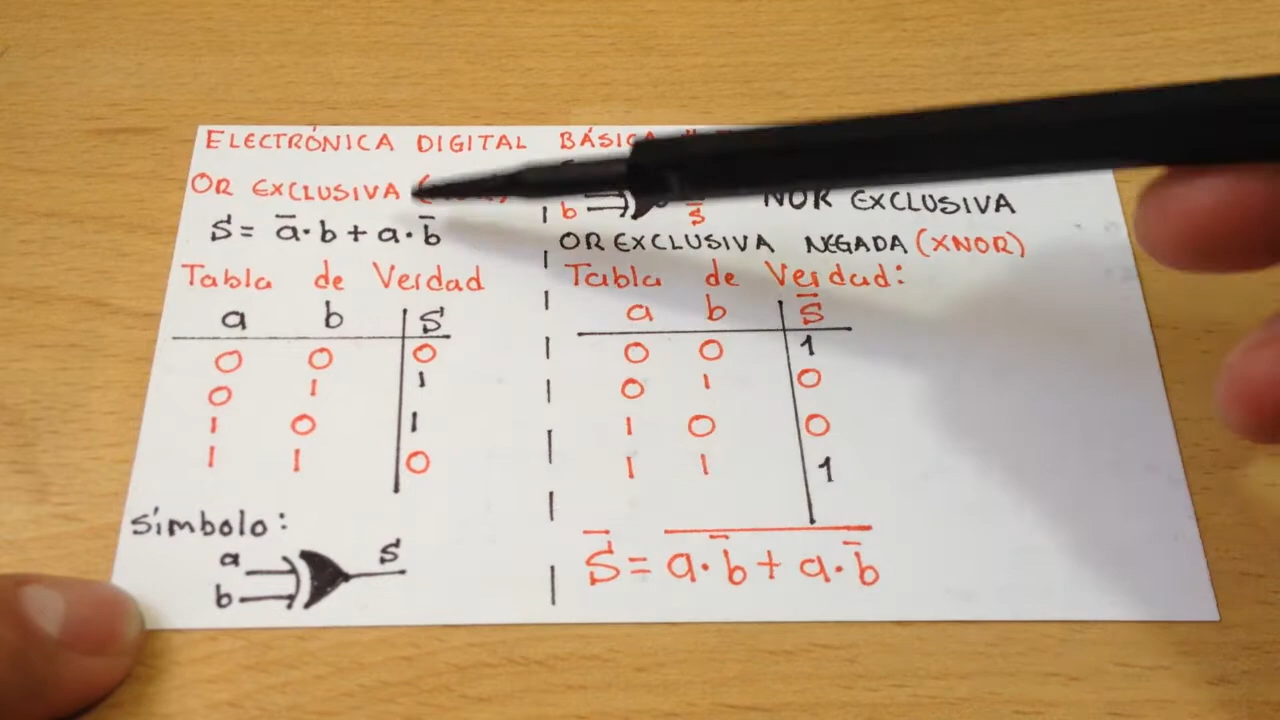 ELECTRÓNICA DIGITAL BÁSICA
OR EXCLUSIVA
S = a̅·b + a·b̅
Tabla de Verdad
a b S
0 0 0
0 1 1
1 0 1
1 1 0
símbolo:
a S
b
b S̅ NOR EXCLUSIVA
OR EXCLUSIVA NEGADA (XNOR)
Tabla de Verdad:
a b S̅
0 0 1
0 1 0
1 0 0
1 1 1
S̅ = a·b̅ + a·b̅